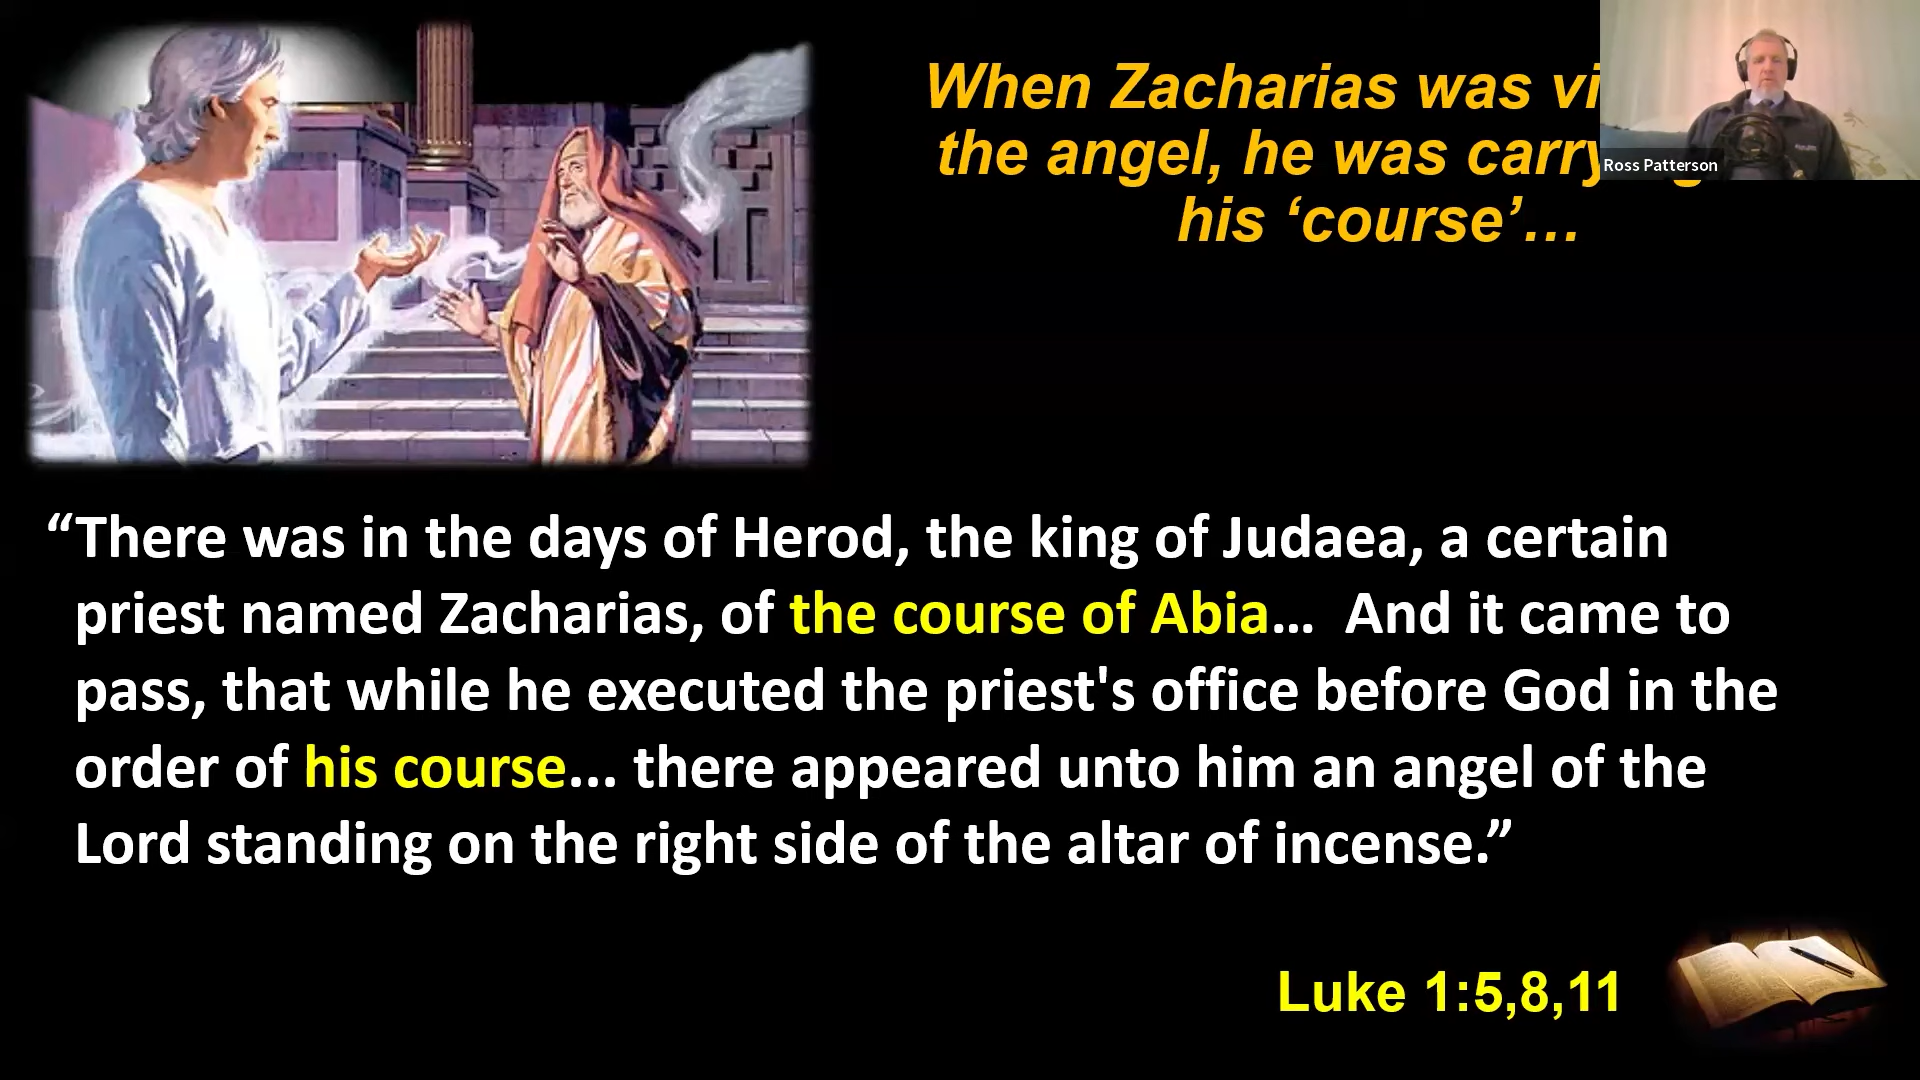 When Zacharias was
the angel, he was
his ‘course’…
Ross Patterson
“There was in the days of Herod, the king of Judaea, a certain
priest named Zacharias, of the course of Abia…  And it came to
pass, that while he executed the priest's office before God in the
order of his course... there appeared unto him an angel of the
Lord standing on the right side of the altar of incense.”
Luke 1:5,8,11